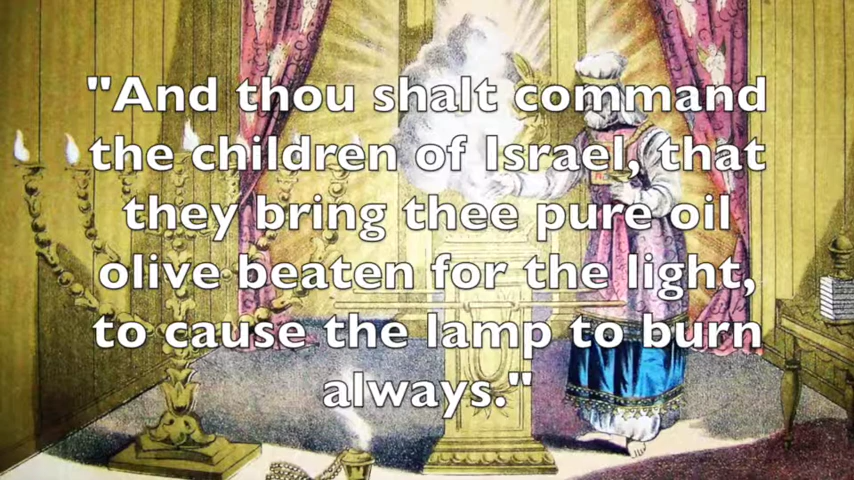 "And thou shalt command
the children of Israel, that
they bring thee pure oil
olive beaten for the light,
to cause the lamp to burn
always."